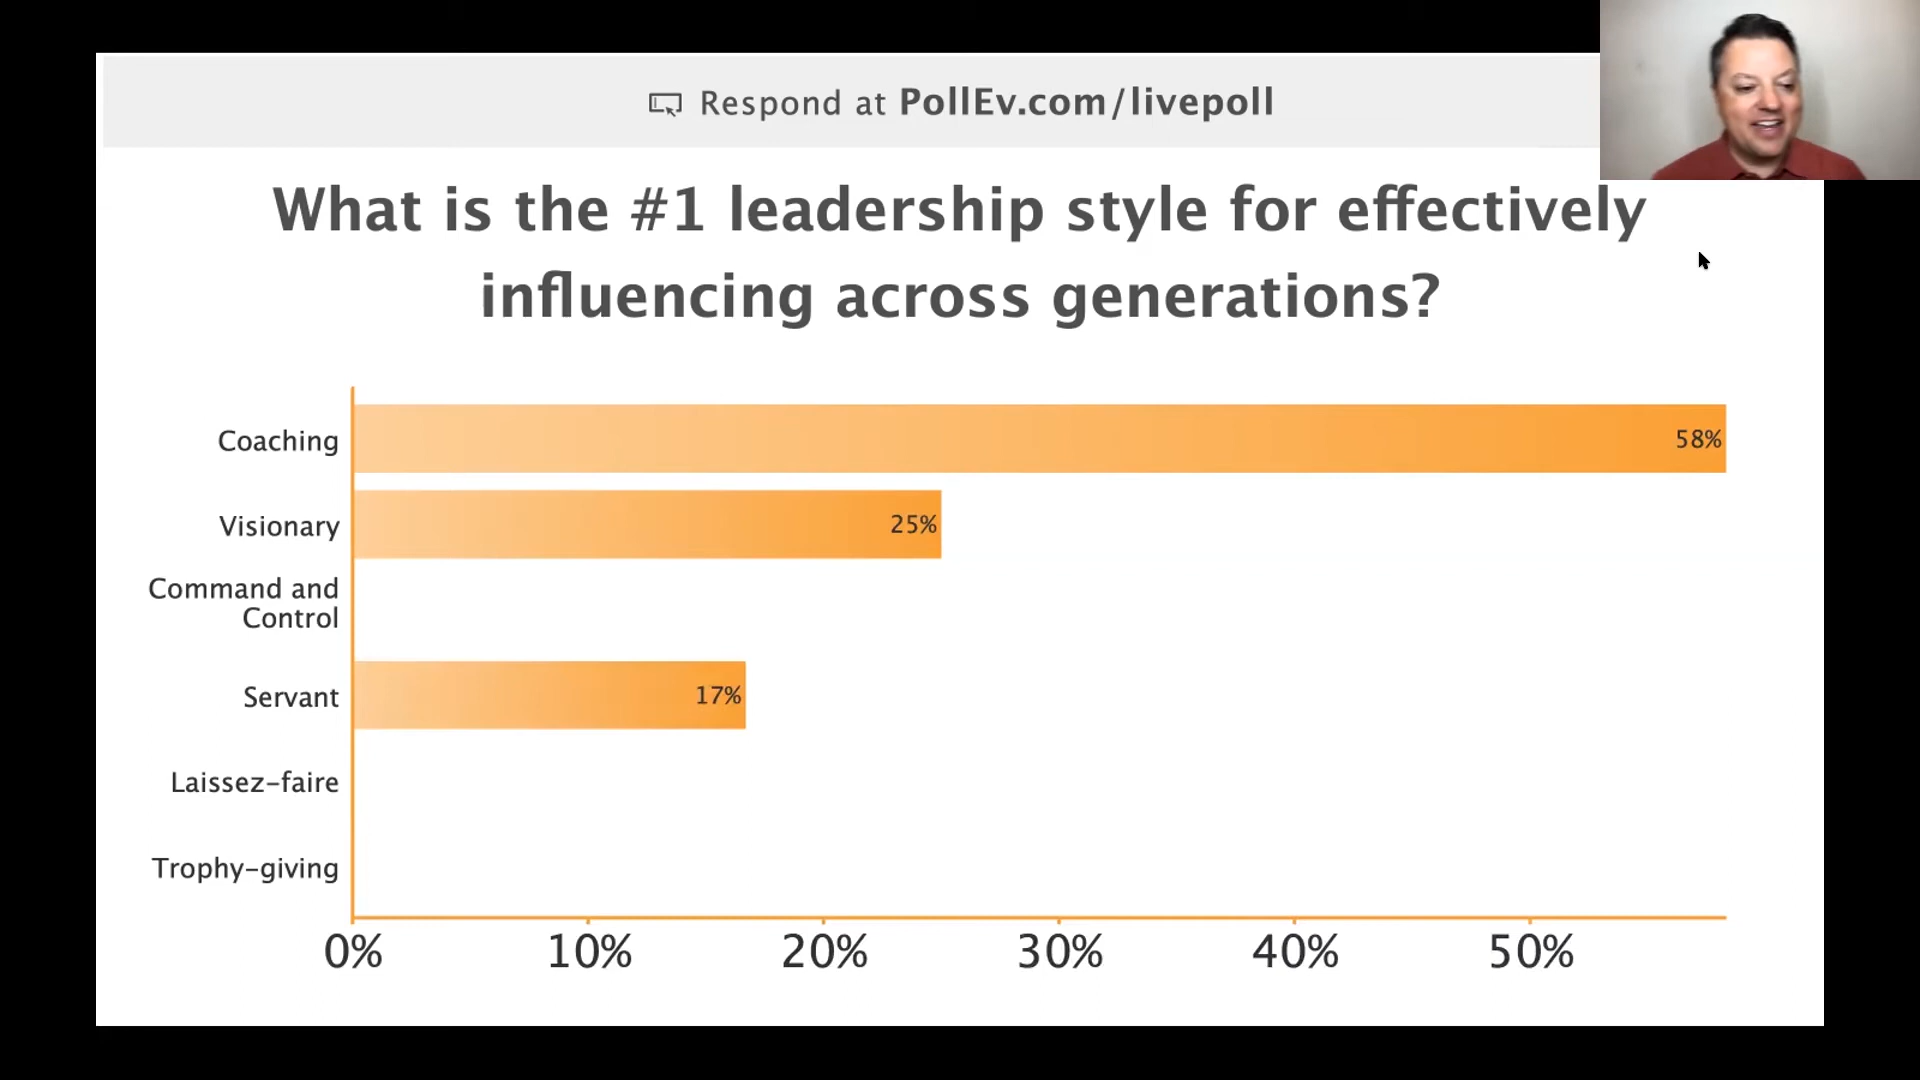 Respond at PollEv.com/livepoll
What is the #1 leadership style for effectively
influencing across generations?
Coaching
58%
Visionary
25%
Command and
Control
Servant
17%
Laissez-faire
Trophy-giving
0% 10% 20% 30% 40% 50%